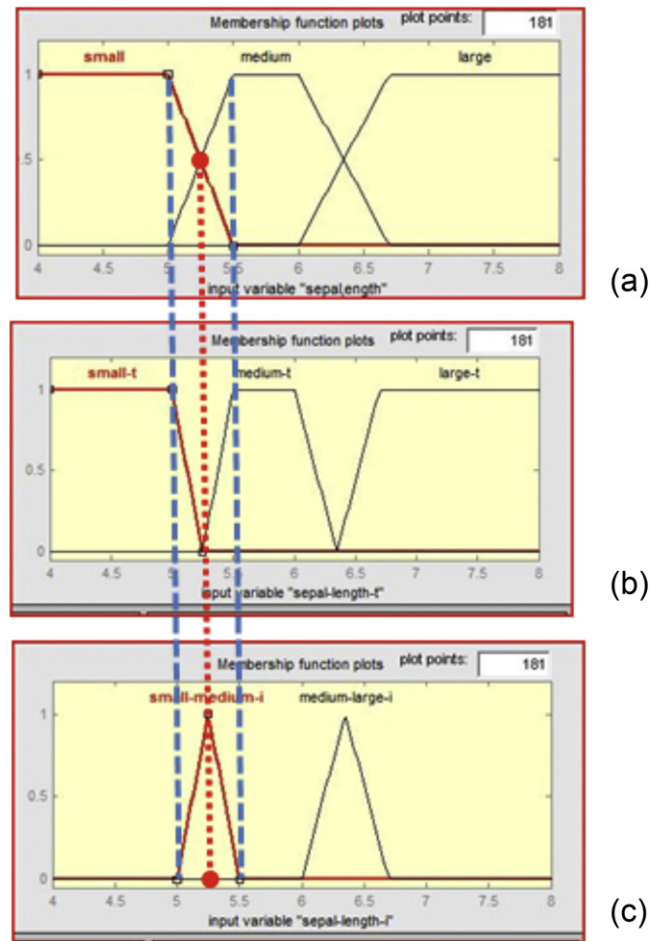 Membership function plots plot points: 181
small medium large
1
0.5
0
4 4.5 5 5.5 6 6.5 7 7.5 8
input variable "sepalength"
(a)
Membership function plots plot points: 181
small-t medium-t large-t
1
0.5
0
4 4.5 5 5.5 6 6.5 7 7.5 8
input variable "sepal-length-t"
(b)
Membership function plots plot points: 181
small-medium-i medium-large-i
1
0.5
0
4 4.5 5 5.5 6 6.5 7 7.5 8
input variable "sepal-length-i"
(c)